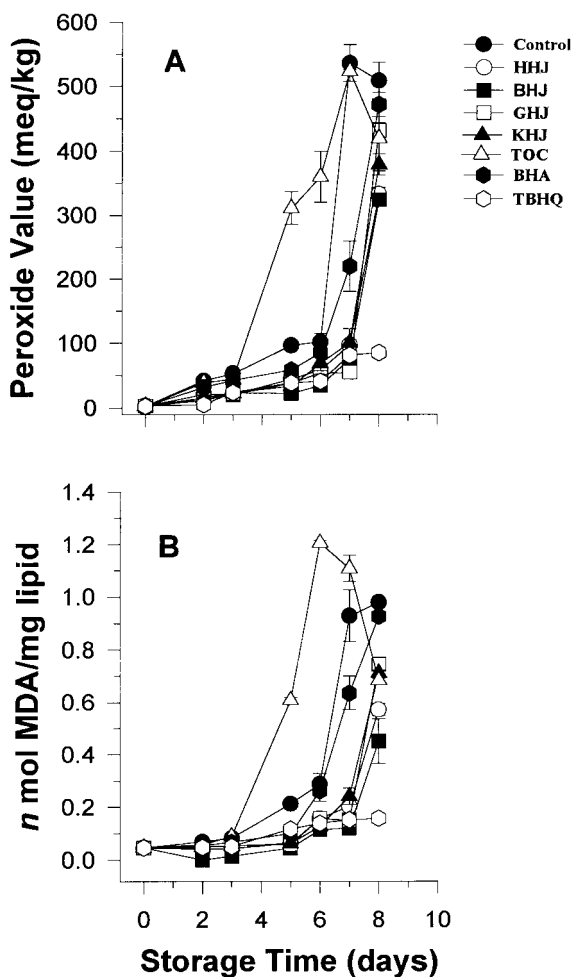 A
Peroxide Value (meq/kg)
600
500
400
300
200
100
0
Control
HHJ
BHJ
GHJ
KHJ
TOC
BHA
TBHQ
B
n mol MDA/mg lipid
1.4
1.2
1.0
0.8
0.6
0.4
0.2
0.0
0 2 4 6 8 10
Storage Time (days)